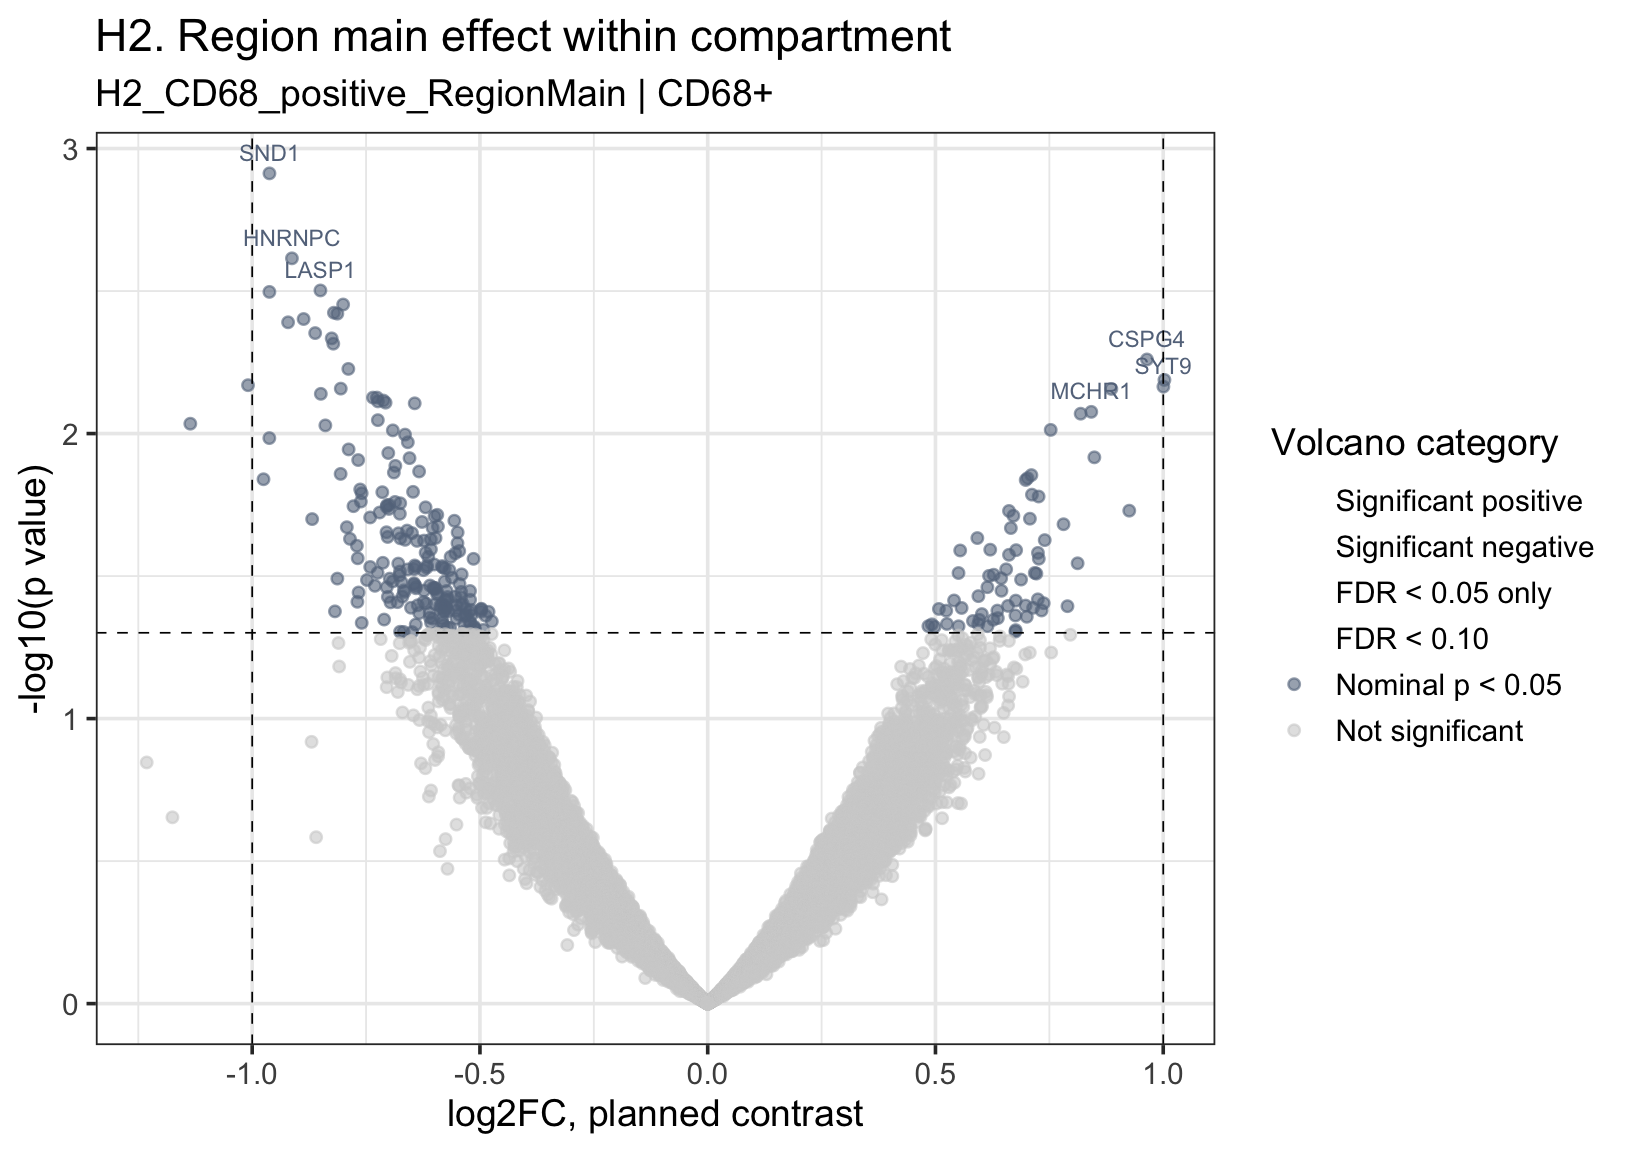 H2. Region main effect within compartment
H2_CD68_positive_RegionMain | CD68+
-log10(p value)
3
2
1
0
SND1
HNRNPC
LASP1
CSPG4
SYT9
MCHR1
-1.0
-0.5
0.0
0.5
1.0
log2FC, planned contrast
Volcano category
Significant positive
Significant negative
FDR < 0.05 only
FDR < 0.10
Nominal p < 0.05
Not significant